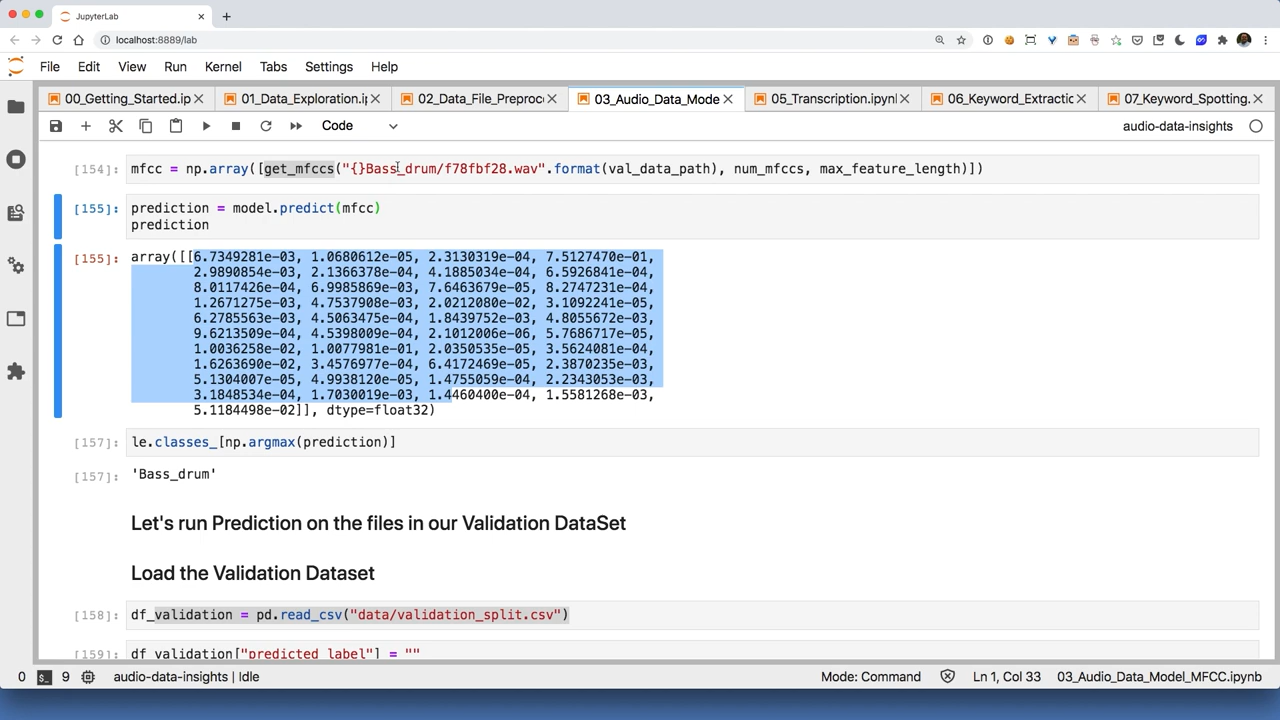 JupyterLab
localhost:8889/lab
File Edit View Run Kernel Tabs Settings Help
00_Getting_Started.ip 01_Data_Exploration.i 02_Data_File_Preproc 03_Audio_Data_Mode 05_Transcription.ipynl 06_Keyword_Extractic 07_Keyword_Spotting.
Code audio-data-insights
[154]: mfcc = np.array([get_mfccs("{}Bass_drum/f78fbf28.wav".format(val_data_path), num_mfccs, max_feature_length)])
[155]: prediction = model.predict(mfcc)
prediction
[155]: array([[6.7349281e-03, 1.0680612e-05, 2.3130319e-04, 7.5127470e-01,
2.9890854e-03, 2.1366378e-04, 4.1885034e-04, 6.5926841e-04,
8.0117426e-04, 6.9985869e-03, 7.6463679e-05, 8.2747231e-04,
1.2671275e-03, 4.7537908e-03, 2.0212080e-02, 3.1092241e-05,
6.2785563e-03, 4.5063475e-04, 1.8439752e-03, 4.8055672e-03,
9.6213509e-04, 4.5398009e-04, 2.1012006e-06, 5.7686717e-05,
1.0036258e-02, 1.0077981e-01, 2.0350535e-05, 3.5624081e-04,
1.6263690e-02, 3.4576977e-04, 6.4172469e-05, 2.3870235e-03,
5.1304007e-05, 4.9938120e-05, 1.4755059e-04, 2.2343053e-03,
3.1848534e-04, 1.7030019e-03, 1.4460400e-04, 1.5581268e-03,
5.1184498e-02]], dtype=float32)
[157]: le.classes_[np.argmax(prediction)]
[157]: 'Bass_drum'
Let's run Prediction on the files in our Validation DataSet
Load the Validation Dataset
[158]: df_validation = pd.read_csv("data/validation_split.csv")
[159]: df_validation["predicted_label"] = ""
0 9 audio-data-insights | Idle Mode: Command Ln 1, Col 33 03_Audio_Data_Model_MFCC.ipynb